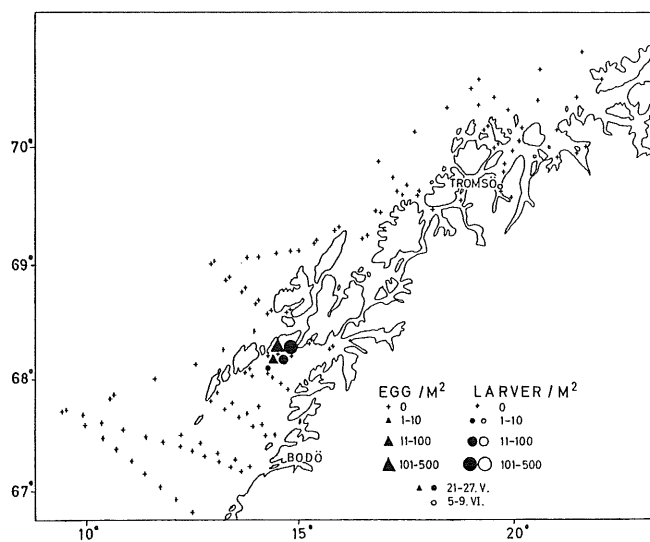 70°
TROMSÖ
69°
68°
EGG / M² LARVER / M²
+ 0 + 0
1-10 1-10
11-100 11-100
BODÖ
101-500 101-500
67°
21-27. V.
5-9. VI.
10° 15° 20°